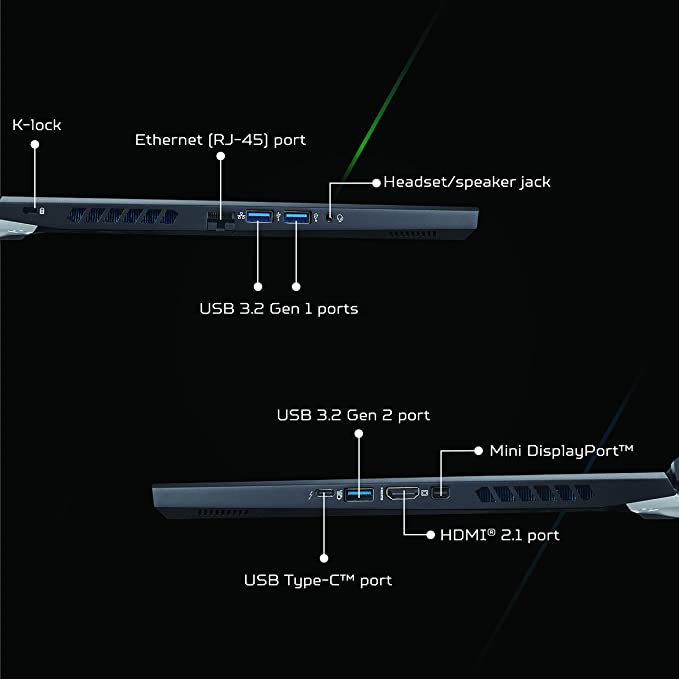 K-lock
Ethernet (RJ-45) port
Headset/speaker jack
USB 3.2 Gen 1 ports
USB 3.2 Gen 2 port
Mini DisplayPort™
HDMI® 2.1 port
USB Type-C™ port